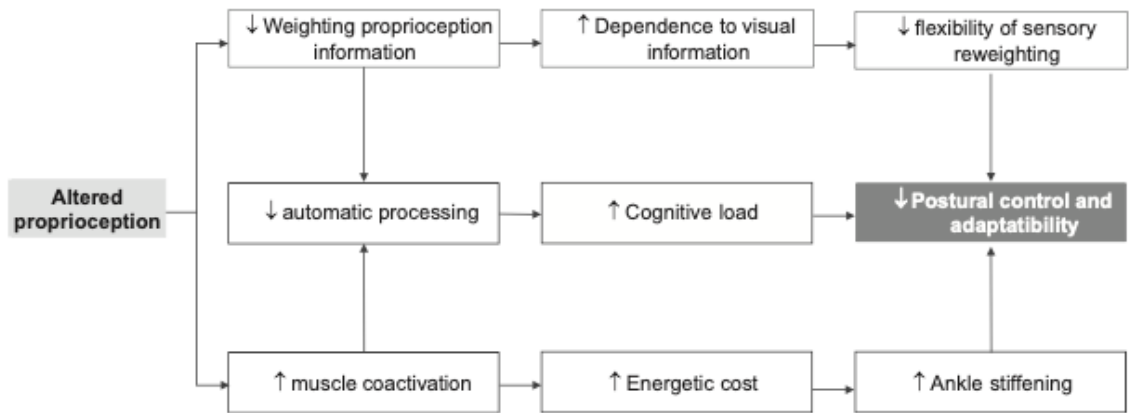 ↓ Weighting proprioception
information
↑ Dependence to visual
information
↓ flexibility of sensory
reweighting
Altered
proprioception
↓ automatic processing
↑ Cognitive load
↓ Postural control and
adaptatibility
↑ muscle coactivation
↑ Energetic cost
↑ Ankle stiffening